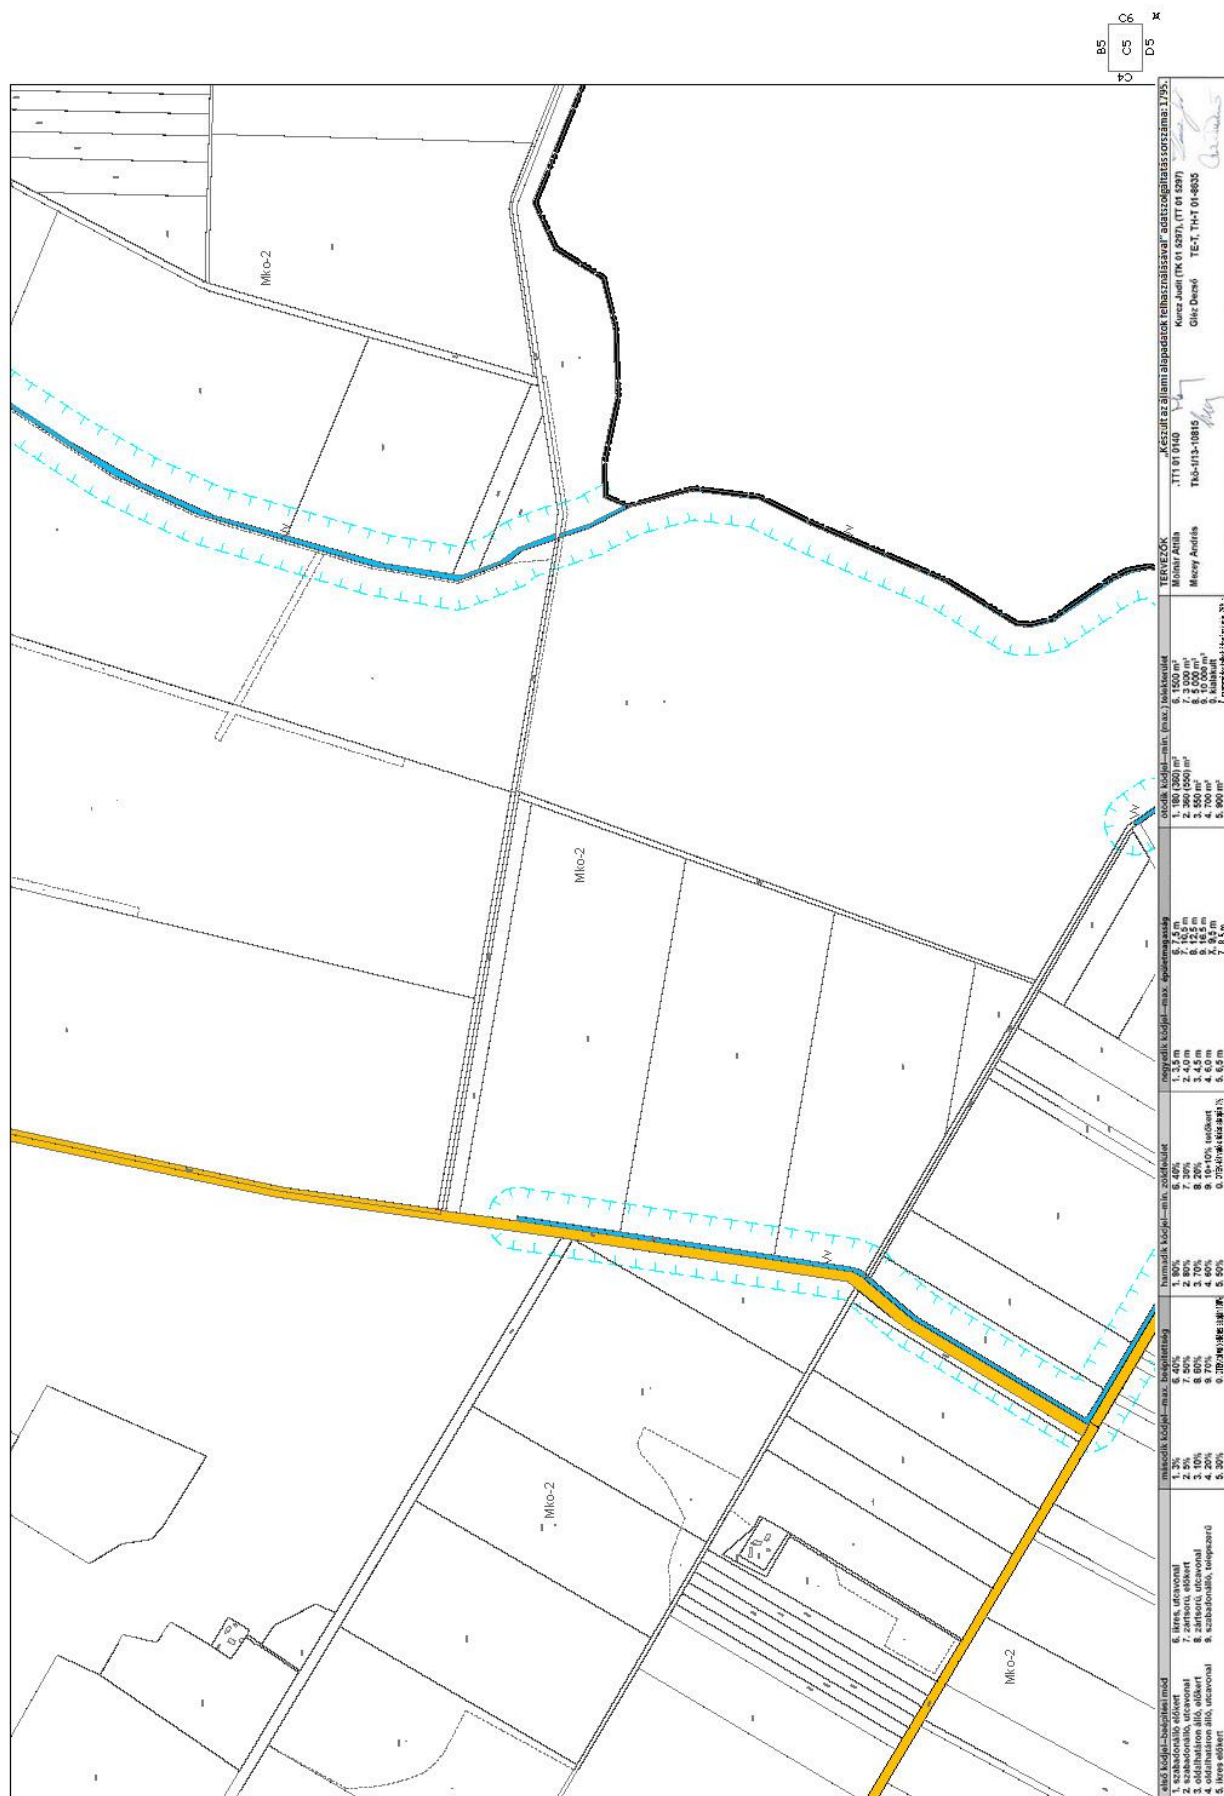 C6
B5
C5
D5
C4
Mko-2
Mko-2
Mko-2
Mko-2
V
V
V
V
első kódjel—beépítési mód
1. szabadonálló előkert
2. szabadonálló, utcavonal
3. oldalhatáron álló, előkert
4. oldalhatáron álló, utcavonal
5. ikres előkert
6. ikres, utcavonal
7. zártsorú, előkert
8. zártsorú, utcavonal
9. szabadonálló, telepszerű
második kódjel—max. beépítettség
1. 3%
2. 5%
3. 10%
4. 20%
5. 30%
6. 40%
7. 50%
8. 60%
9. 70%
harmadik kódjel—min. zöldfelület
1. 90%
2. 80%
3. 70%
4. 60%
5. 50%
6. 40%
7. 30%
8. 20%
9. 10+10% tetőkert
negyedik kódjel—max. épületmagasság
1. 3,5 m
2. 4,0 m
3. 4,5 m
4. 6,0 m
5. 6,5 m
6. 7,5 m
7. 10,5 m
8. 12,5 m
9. 16,5 m
X. 9,5 m
ötödik kódjel—min. (max.) telekterület
1. 180 (360) m²
2. 360 (550) m²
3. 550 m²
4. 700 m²
5. 900 m²
6. 1500 m²
7. 3 000 m²
8. 5 000 m²
9. 10 000 m²
0. kialakult
TERVEZŐK
„Készült az állami alapadatok felhasználásával" adatszolgáltatás sorszáma: 1795.
Molnár Attila TT1 01 0140
Kurcz Judit (TK 01 5297), (TT 01 5297)
Mezey András Tkö-1/13-10815
Gléz Dezső TE-T, TH-T 01-8635